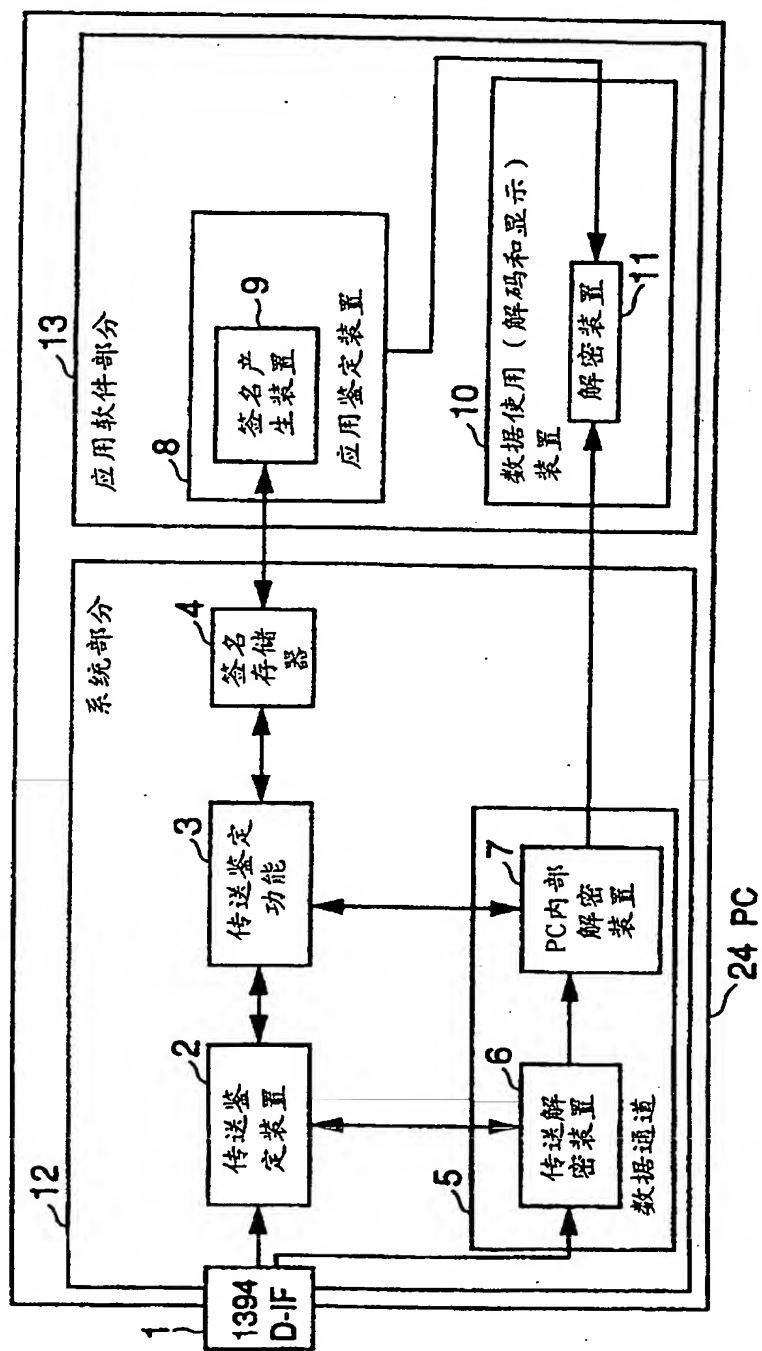 13
应用软件部分
9
签名产
生装置
8
应用鉴定装置
10
数据使用（解码和显示）
装置
解密装置
11
12
系统部分
4
签名
存储
器
3
传送鉴定
功能
2
传送鉴
定装置
7
PC内部
解密
装置
6
传送解
密装置
5
数据通道
1
1394
D-IF
24 PC